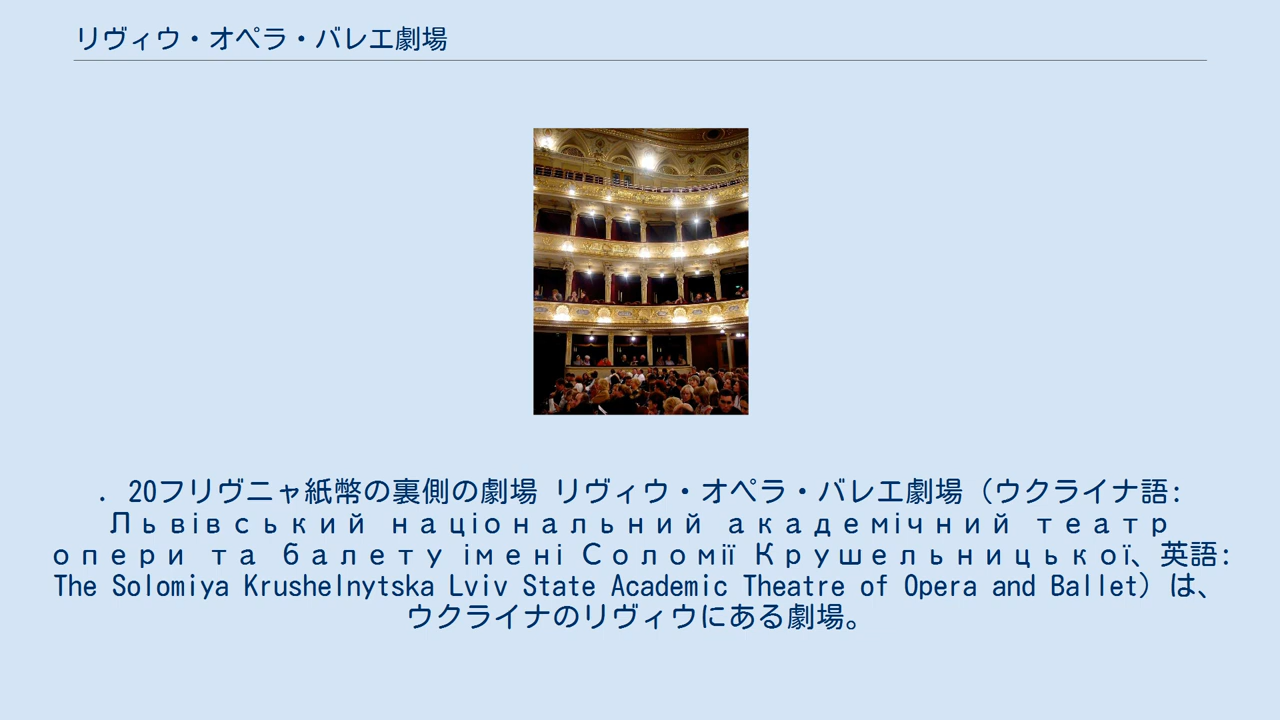 リヴィウ・オペラ・バレエ劇場
. 20フリヴニャ紙幣の裏側の劇場 リヴィウ・オペラ・バレエ劇場（ウクライナ語:
Львівський національний академічний театр
опери та балету імені Соломії Крушельницької、英語:
The Solomiya Krushelnytska Lviv State Academic Theatre of Opera and Ballet）は、
ウクライナのリヴィウにある劇場。